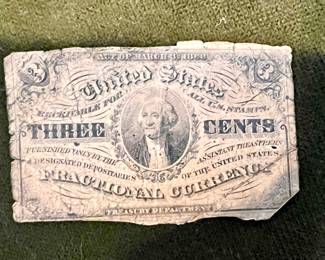 3 3
ACT OF MARCH 3, 1863
United States
RECEIVABLE FOR ALL U.S. STAMPS.
THREE CENTS
FURNISHED ONLY BY THE ASSISTANT TREASURERS
& DESIGNATED DEPOSITARIES OF THE UNITED STATES
FRACTIONAL CURRENCY
TREASURY DEPARTMENT